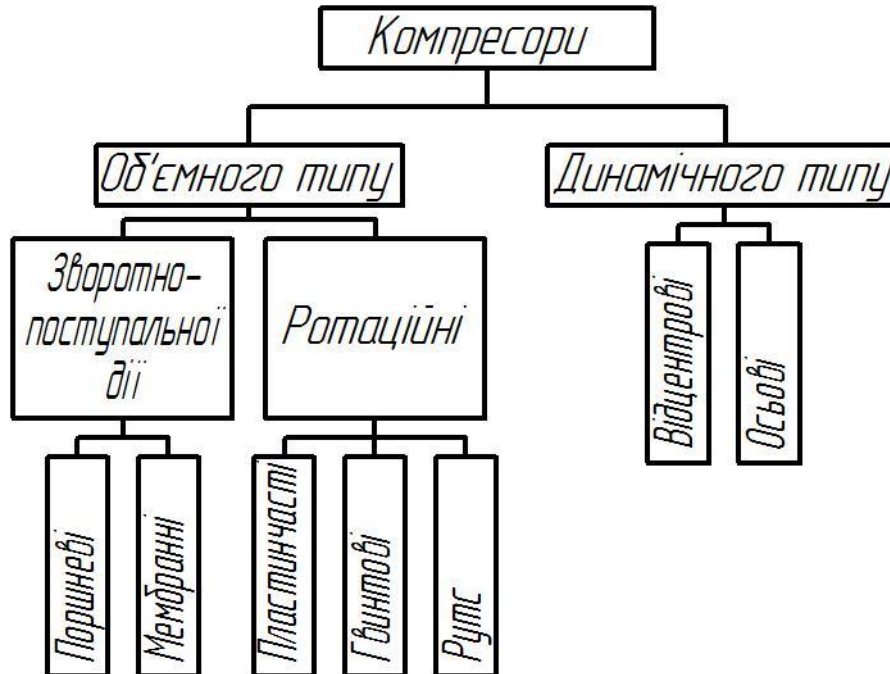 Компресори
Об'ємного типу
Динамічного типу
Зворотно-
поступальної
дії
Ротаційні
Відцентрові
Осьові
Поршневі
Мембранні
Пластинчасті
Гвинтові
Рутс